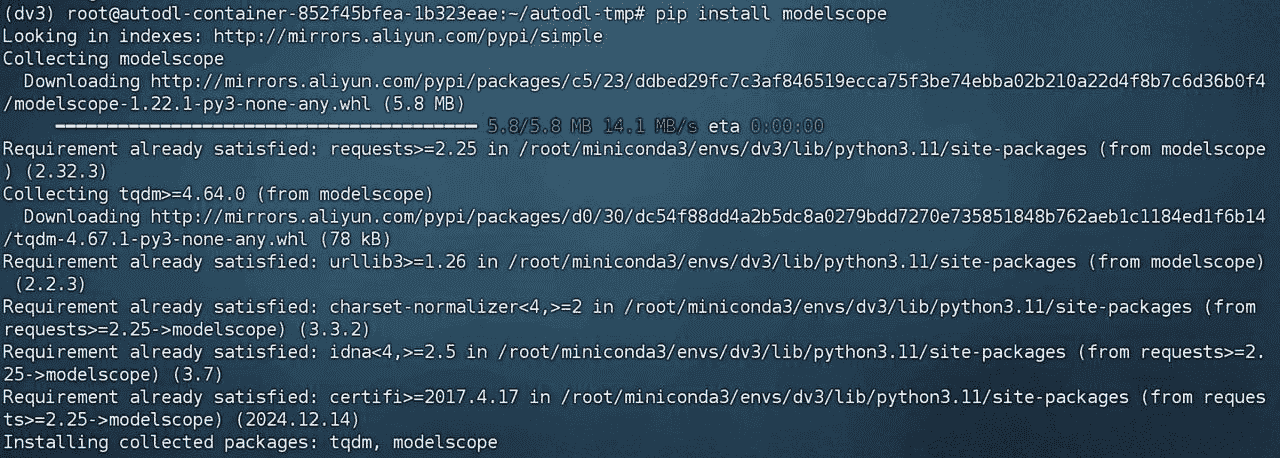 (dv3) root@autodl-container-852f45bfea-1b323eae:~/autodl-tmp# pip install modelscope
Looking in indexes: http://mirrors.aliyun.com/pypi/simple
Collecting modelscope
  Downloading http://mirrors.aliyun.com/pypi/packages/c5/23/ddbed29fc7c3af846519ecca75f3be74ebba02b210a22d4f8b7c6d36b0f4
/modelscope-1.22.1-py3-none-any.whl (5.8 MB)
     ━━━━━━━━━━━━━━━━━━━━━━━━━━━━━━━━━━━━━━━━ 5.8/5.8 MB 14.1 MB/s eta 0:00:00
Requirement already satisfied: requests>=2.25 in /root/miniconda3/envs/dv3/lib/python3.11/site-packages (from modelscope
) (2.32.3)
Collecting tqdm>=4.64.0 (from modelscope)
  Downloading http://mirrors.aliyun.com/pypi/packages/d0/30/dc54f88dd4a2b5dc8a0279bdd7270e735851848b762aeb1c1184ed1f6b14
/tqdm-4.67.1-py3-none-any.whl (78 kB)
Requirement already satisfied: urllib3>=1.26 in /root/miniconda3/envs/dv3/lib/python3.11/site-packages (from modelscope)
 (2.2.3)
Requirement already satisfied: charset-normalizer<4,>=2 in /root/miniconda3/envs/dv3/lib/python3.11/site-packages (from
requests>=2.25->modelscope) (3.3.2)
Requirement already satisfied: idna<4,>=2.5 in /root/miniconda3/envs/dv3/lib/python3.11/site-packages (from requests>=2.
25->modelscope) (3.7)
Requirement already satisfied: certifi>=2017.4.17 in /root/miniconda3/envs/dv3/lib/python3.11/site-packages (from reques
ts>=2.25->modelscope) (2024.12.14)
Installing collected packages: tqdm, modelscope